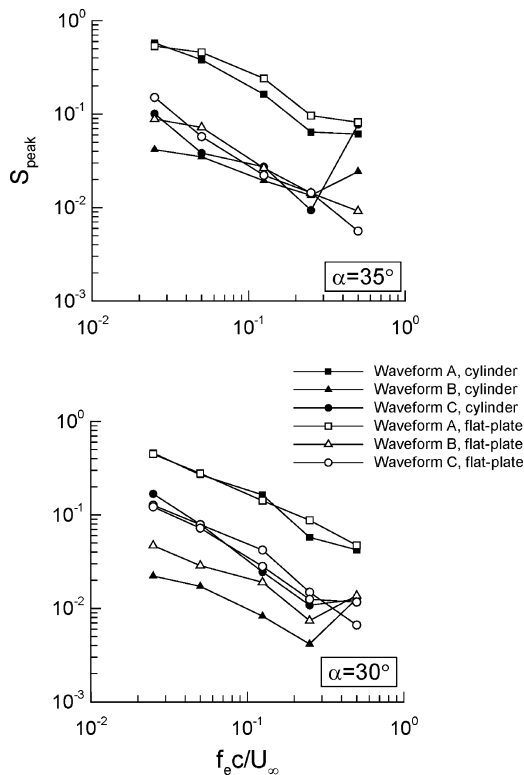 10⁰
10⁻¹
10⁻²
10⁻³
S_peak
α=35°
10⁻² 10⁻¹ 10⁰
Waveform A, cylinder
Waveform B, cylinder
Waveform C, cylinder
Waveform A, flat-plate
Waveform B, flat-plate
Waveform C, flat-plate
10⁰
10⁻¹
10⁻²
10⁻³
α=30°
10⁻² 10⁻¹ 10⁰
fₑc/U∞